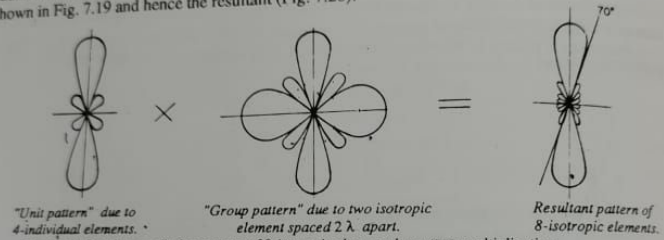 hown in Fig. 7.19 and hence the resultant (Fig.
70°
×
=
"Unit pattern" due to
4-individual elements.
"Group pattern" due to two isotropic
element spaced 2 λ apart.
Resultant pattern of
8-isotropic elements.